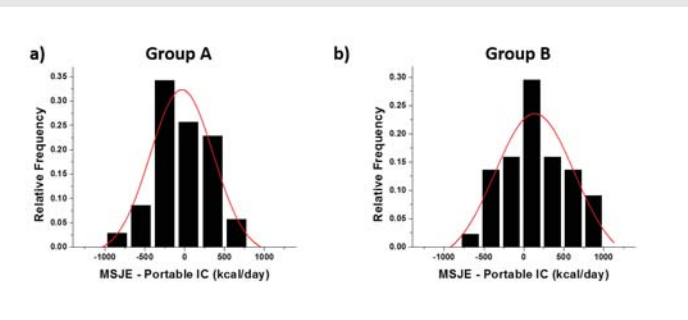 a) Group A
0.35
0.30
0.25
0.20
0.15
0.10
0.05
0.00
Relative Frequency
-1000 -500 0 500 1000
MSJE - Portable IC (kcal/day)
b) Group B
0.30
0.25
0.20
0.15
0.10
0.05
0.00
Relative Frequency
-1000 -500 0 500 1000
MSJE - Portable IC (kcal/day)